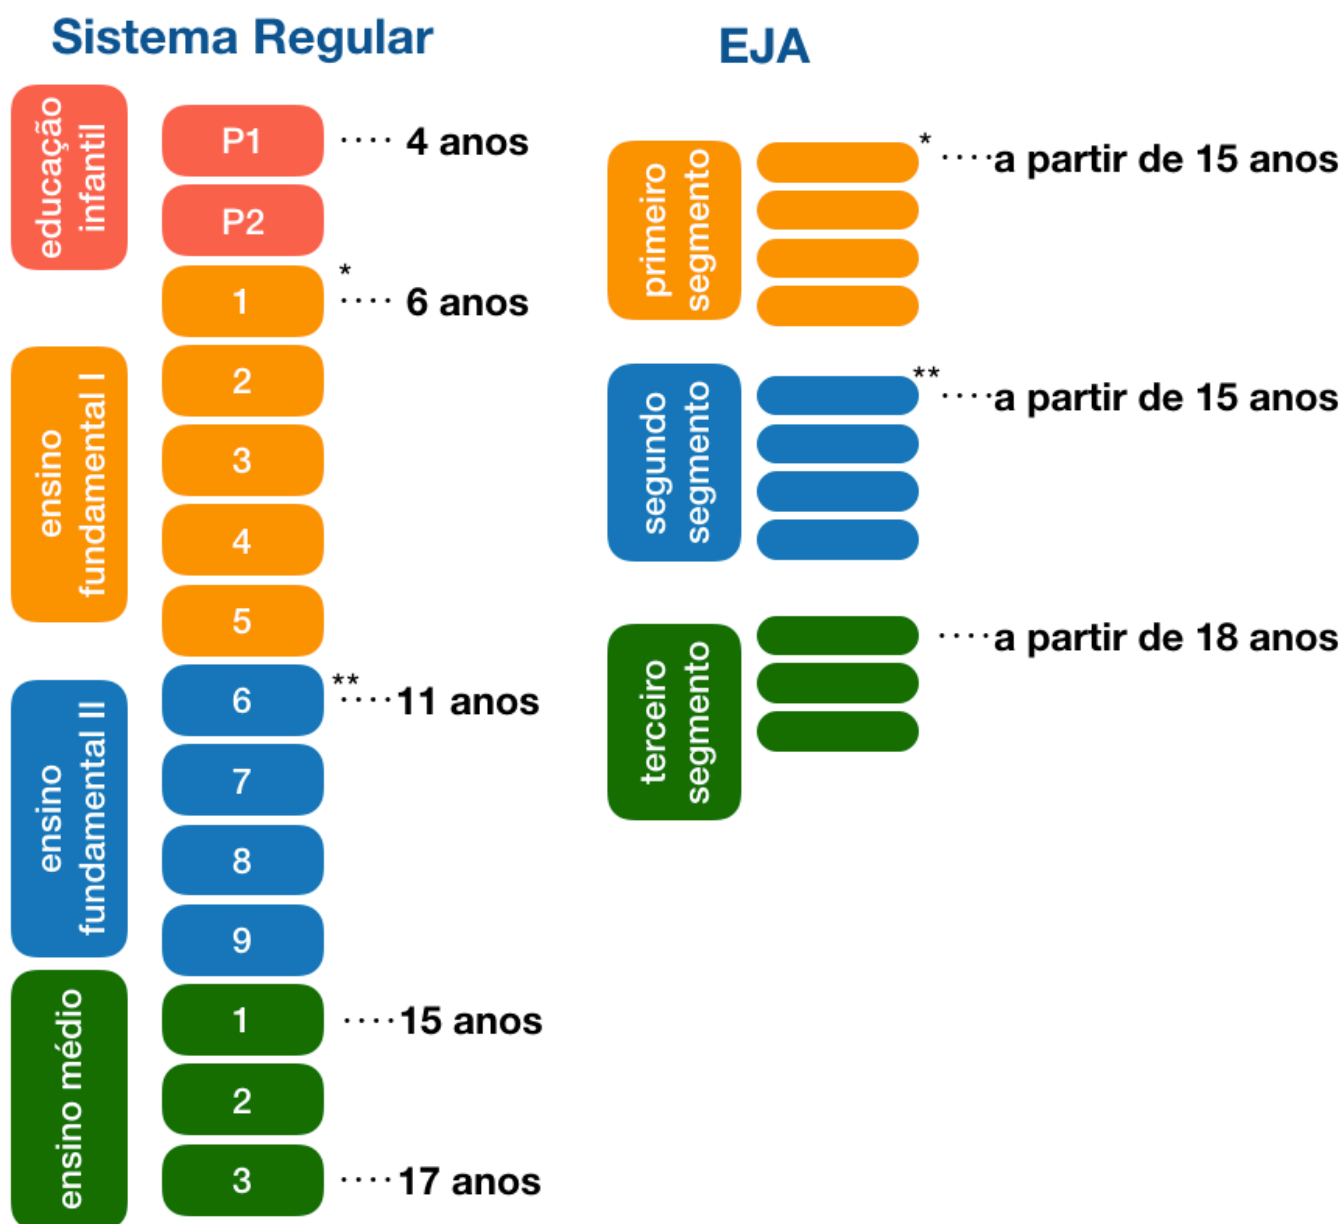 Sistema Regular
educação
infantil
P1
.... 4 anos
P2
1
*
.... 6 anos
ensino
fundamental I
2
3
4
5
ensino
fundamental II
6
**
.... 11 anos
7
8
9
ensino médio
1
.... 15 anos
2
3
.... 17 anos
EJA
primeiro
segmento
*
.... a partir de 15 anos
segundo
segmento
**
.... a partir de 15 anos
terceiro
segmento
.... a partir de 18 anos